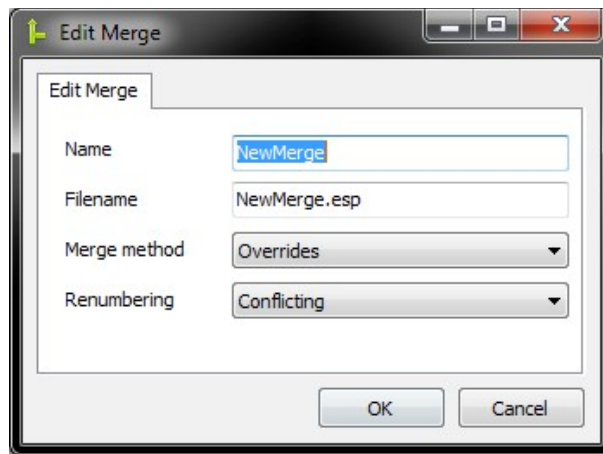 Edit Merge
Edit Merge
Name NewMerge
Filename NewMerge.esp
Merge method Overrides
Renumbering Conflicting
OK Cancel